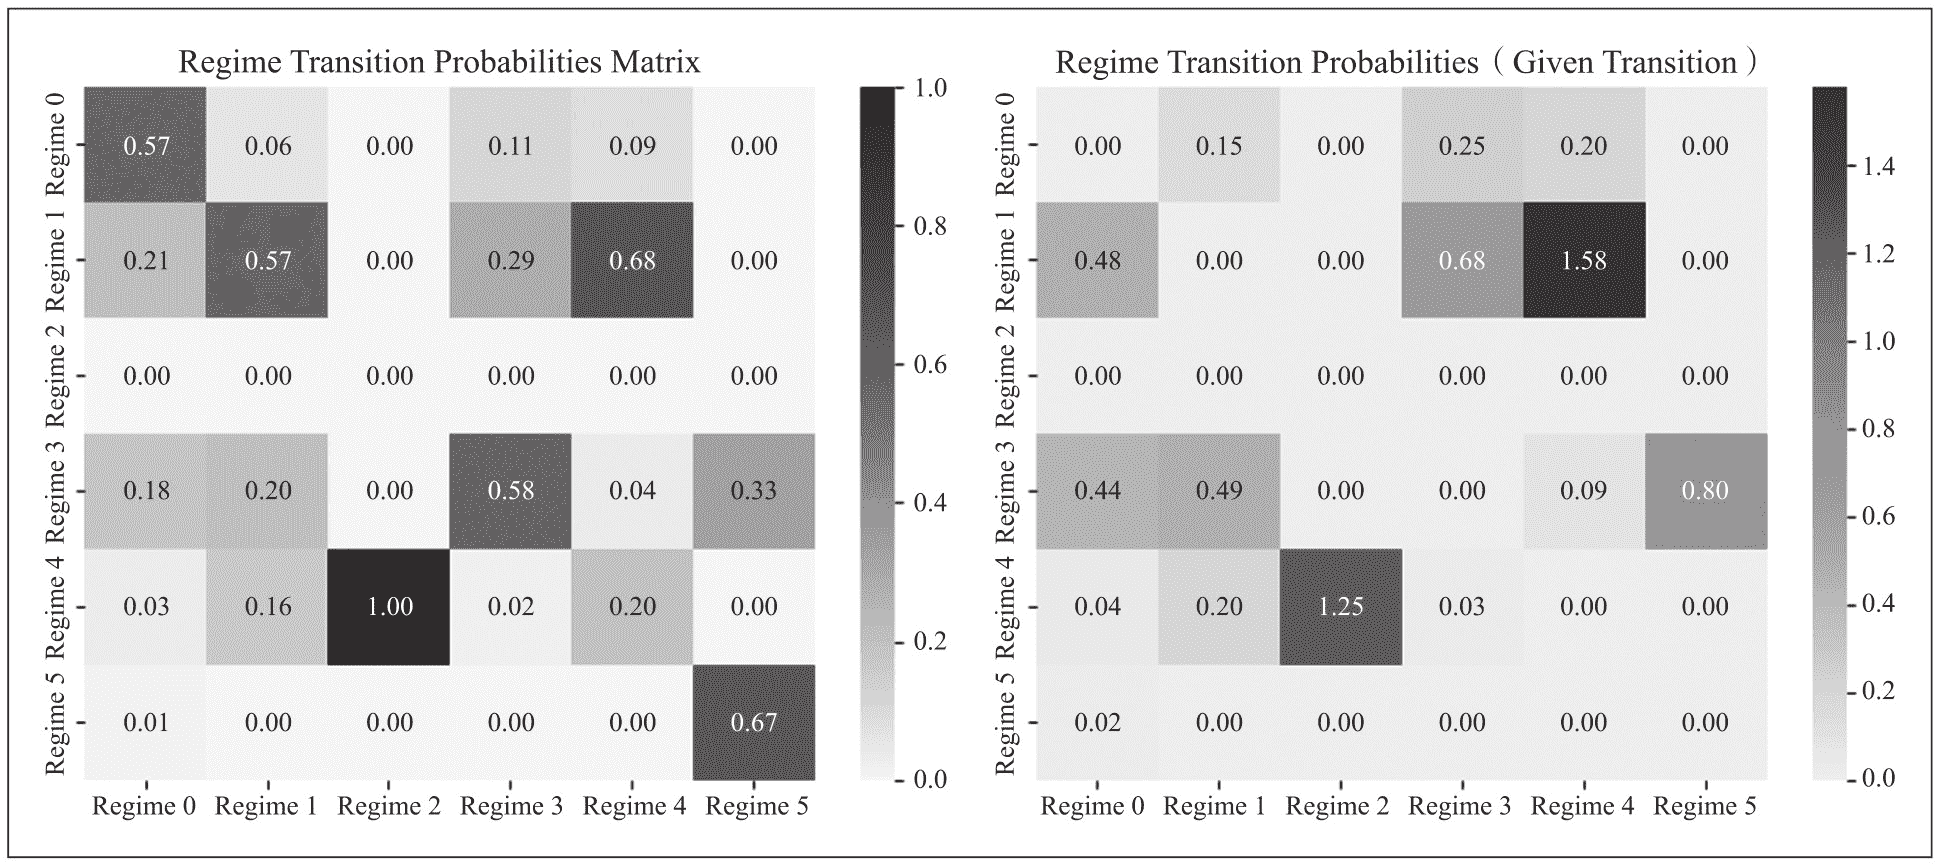 Regime Transition Probabilities Matrix
Regime 0
0.57 0.06 0.00 0.11 0.09 0.00
Regime 1
0.21 0.57 0.00 0.29 0.68 0.00
Regime 2
0.00 0.00 0.00 0.00 0.00 0.00
Regime 3
0.18 0.20 0.00 0.58 0.04 0.33
Regime 4
0.03 0.16 1.00 0.02 0.20 0.00
Regime 5
0.01 0.00 0.00 0.00 0.00 0.67
Regime 0 Regime 1 Regime 2 Regime 3 Regime 4 Regime 5
1.0
0.8
0.6
0.4
0.2
0.0
Regime Transition Probabilities ( Given Transition )
Regime 0
0.00 0.15 0.00 0.25 0.20 0.00
Regime 1
0.48 0.00 0.00 0.68 1.58 0.00
Regime 2
0.00 0.00 0.00 0.00 0.00 0.00
Regime 3
0.44 0.49 0.00 0.00 0.09 0.80
Regime 4
0.04 0.20 1.25 0.03 0.00 0.00
Regime 5
0.02 0.00 0.00 0.00 0.00 0.00
Regime 0 Regime 1 Regime 2 Regime 3 Regime 4 Regime 5
1.4
1.2
1.0
0.8
0.6
0.4
0.2
0.0